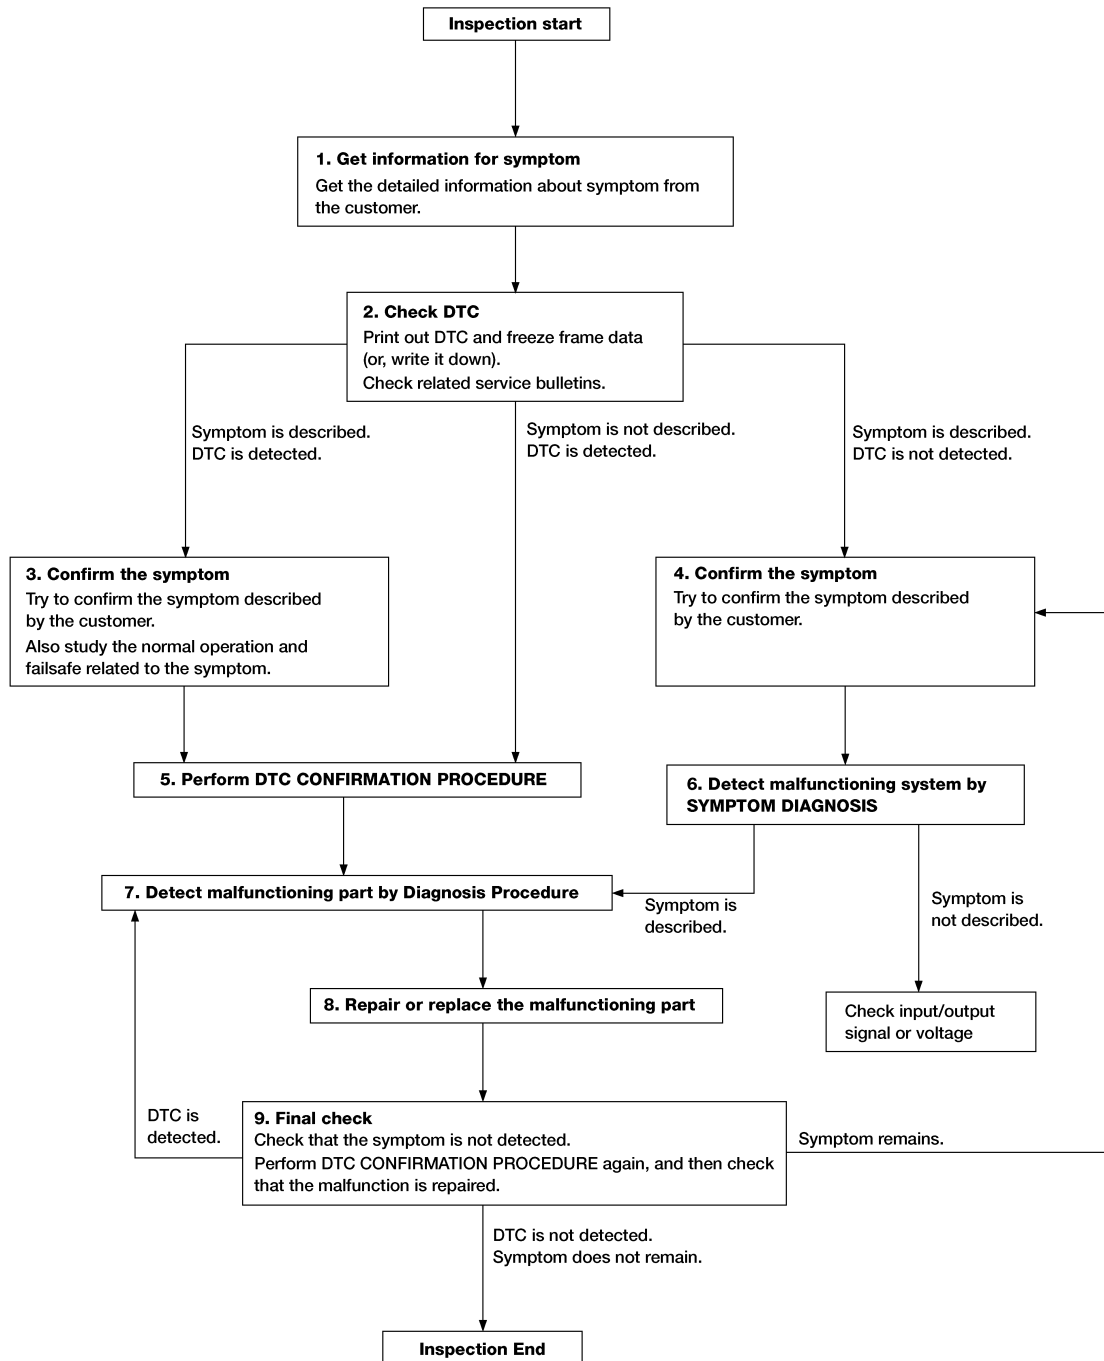 Inspection start
1. Get information for symptom
Get the detailed information about symptom from
the customer.
2. Check DTC
Print out DTC and freeze frame data
(or, write it down).
Check related service bulletins.
Symptom is described.
DTC is detected.
Symptom is not described.
DTC is detected.
Symptom is described.
DTC is not detected.
3. Confirm the symptom
Try to confirm the symptom described
by the customer.
Also study the normal operation and
failsafe related to the symptom.
4. Confirm the symptom
Try to confirm the symptom described
by the customer.
5. Perform DTC CONFIRMATION PROCEDURE
6. Detect malfunctioning system by
SYMPTOM DIAGNOSIS
7. Detect malfunctioning part by Diagnosis Procedure
Symptom is
described.
Symptom is
not described.
8. Repair or replace the malfunctioning part
Check input/output
signal or voltage
DTC is
detected.
9. Final check
Check that the symptom is not detected.
Perform DTC CONFIRMATION PROCEDURE again, and then check
that the malfunction is repaired.
Symptom remains.
DTC is not detected.
Symptom does not remain.
Inspection End